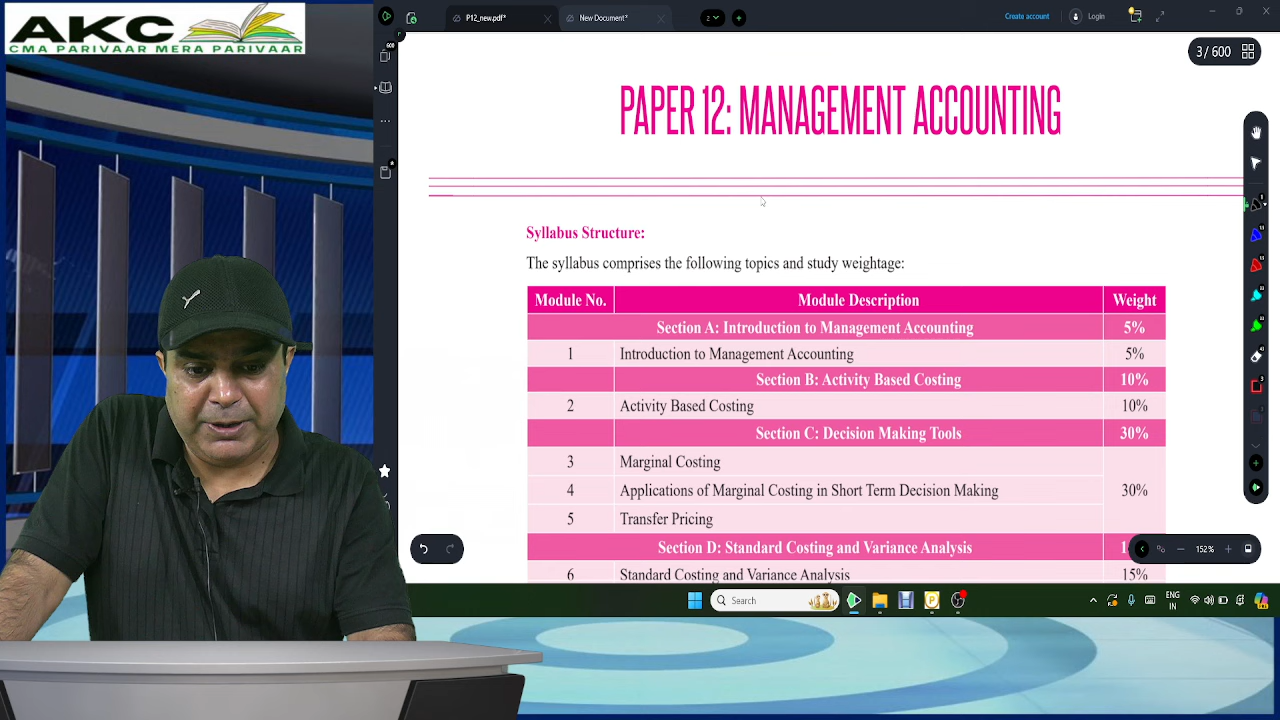 AKC
CMA PARIVAAR MERA PARIVAAR
P12_new.pdf*
New Document*
2
Create account
Login
3 / 600
PAPER 12: MANAGEMENT ACCOUNTING
Syllabus Structure:
The syllabus comprises the following topics and study weightage:
Module No. Module Description Weight
Section A: Introduction to Management Accounting 5%
1 Introduction to Management Accounting 5%
Section B: Activity Based Costing 10%
2 Activity Based Costing 10%
Section C: Decision Making Tools 30%
3 Marginal Costing
4 Applications of Marginal Costing in Short Term Decision Making 30%
5 Transfer Pricing
Section D: Standard Costing and Variance Analysis
6 Standard Costing and Variance Analysis 15%
152%
Search
ENG
IN